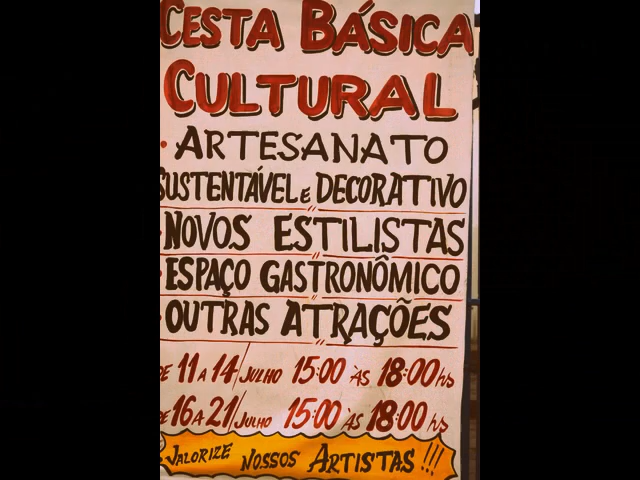 CESTA BÁSICA
CULTURAL
• ARTESANATO
SUSTENTÁVEL E DECORATIVO
NOVOS ESTILISTAS
ESPAÇO GASTRONÔMICO
OUTRAS ATRAÇÕES
DE 11 A 14/JULHO 15:00 ÀS 18:00 hs
DE 16 A 21/JULHO 15:00 ÀS 18:00 hs
VALORIZE NOSSOS ARTISTAS!!!